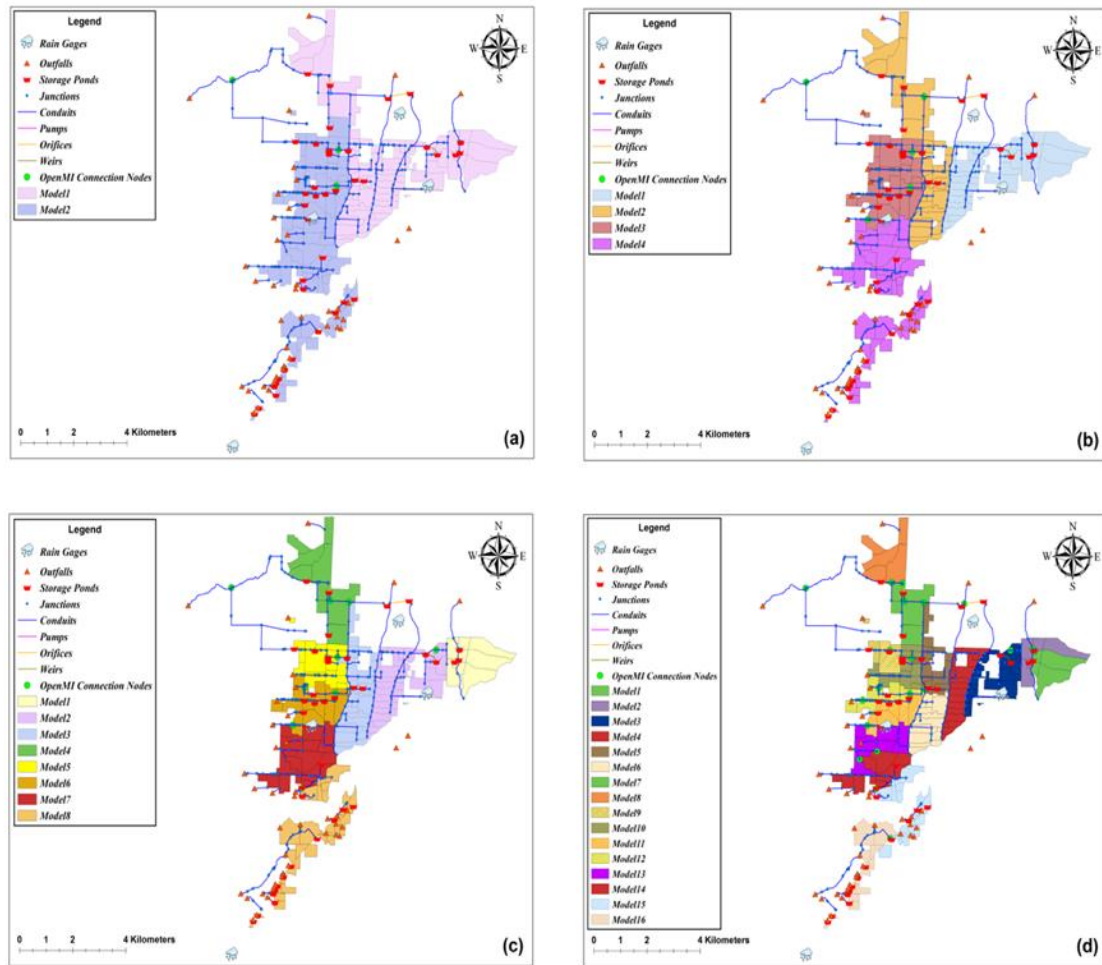 Legend
Rain Gages
Outfalls
Storage Ponds
Junctions
Conduits
Pumps
Orifices
Weirs
OpenMI Connection Nodes
Model1
Model2
N
W E
S
0 1 2 4 Kilometers
(a)
Legend
Rain Gages
Outfalls
Storage Ponds
Junctions
Conduits
Pumps
Orifices
Weirs
OpenMI Connection Nodes
Model1
Model2
Model3
Model4
N
W E
S
0 1 2 4 Kilometers
(b)
Legend
Rain Gages
Outfalls
Storage Ponds
Junctions
Conduits
Pumps
Orifices
Weirs
OpenMI Connection Nodes
Model1
Model2
Model3
Model4
Model5
Model6
Model7
Model8
N
W E
S
0 1 2 4 Kilometers
(c)
Legend
Rain Gages
Outfalls
Storage Ponds
Junctions
Conduits
Pumps
Orifices
Weirs
OpenMI Connection Nodes
Model1
Model2
Model3
Model4
Model5
Model6
Model7
Model8
Model9
Model10
Model11
Model12
Model13
Model14
Model15
Model16
N
W E
S
0 1 2 4 Kilometers
(d)